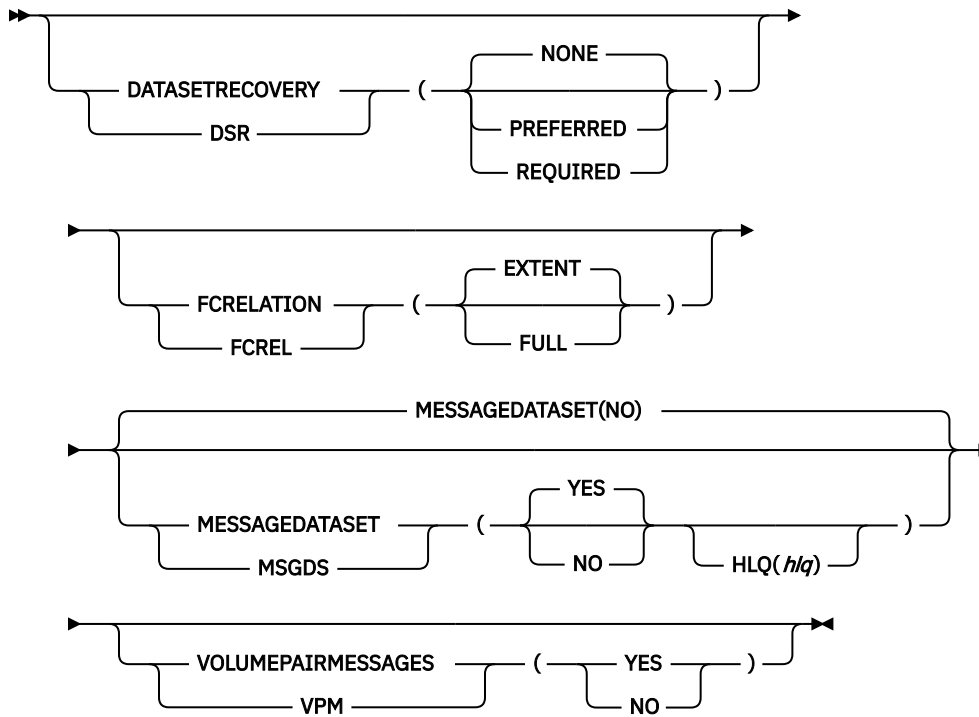 NONE
DATASETRECOVERY ( )
PREFERRED
DSR
REQUIRED
EXTENT
FCRELATION ( )
FULL
FCREL
MESSAGEDATASET(NO)
YES
MESSAGEDATASET ( )
NO HLQ(hlq)
MSGDS
VOLUMEPAIRMESSAGES ( YES )
VPM NO